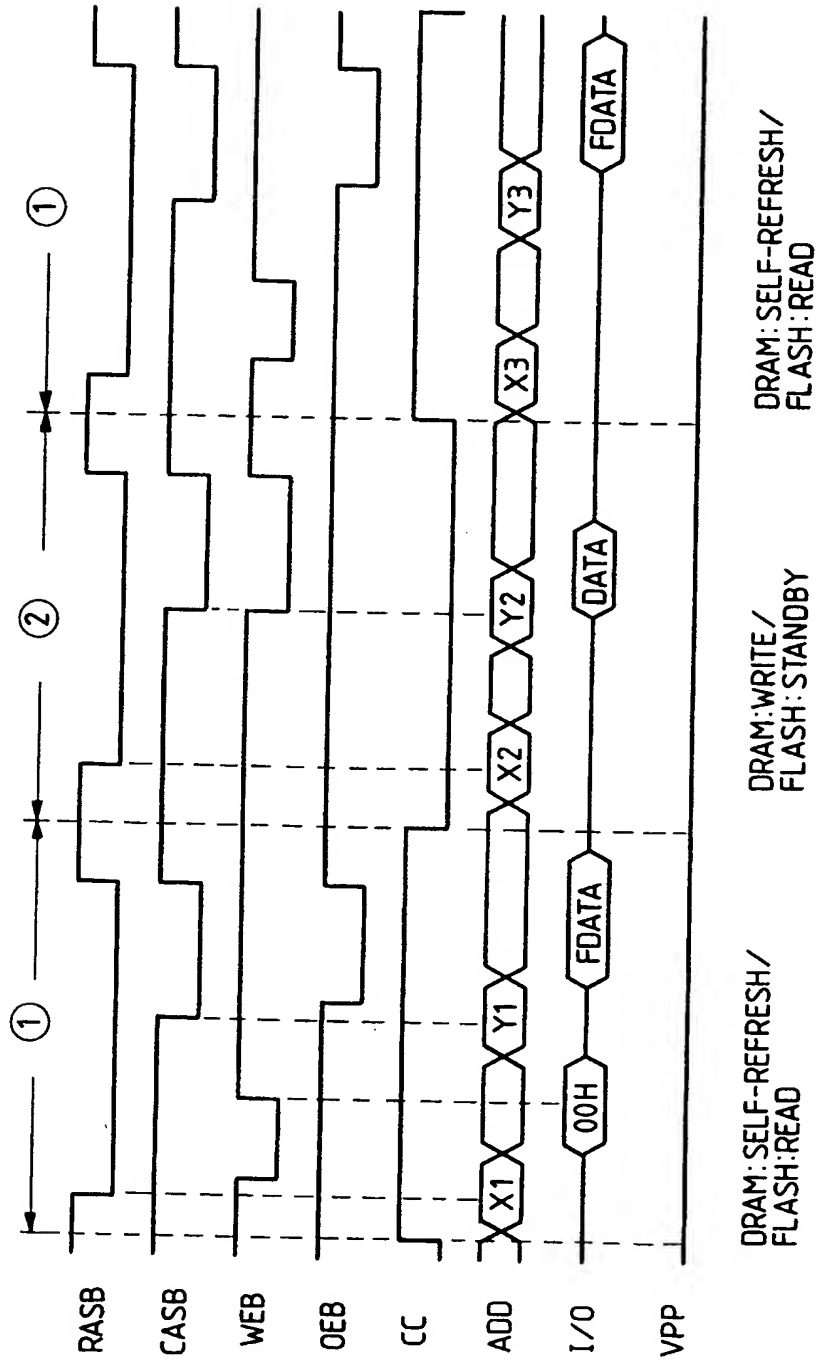 ①
②
①
RASB
CASB
WEB
OEB
CC
ADD
X1
Y1
X2
Y2
X3
Y3
I/O
00H
FDATA
DATA
FDATA
VPP
DRAM:SELF-REFRESH/
FLASH:READ
DRAM:WRITE/
FLASH:STANDBY
DRAM:SELF-REFRESH/
FLASH:READ